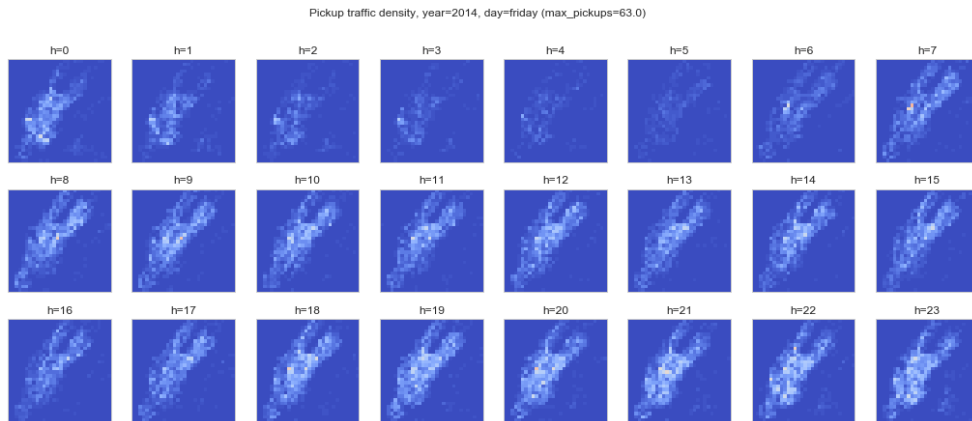 Pickup traffic density, year=2014, day=friday (max_pickups=63.0)
h=0 h=1 h=2 h=3 h=4 h=5 h=6 h=7
h=8 h=9 h=10 h=11 h=12 h=13 h=14 h=15
h=16 h=17 h=18 h=19 h=20 h=21 h=22 h=23